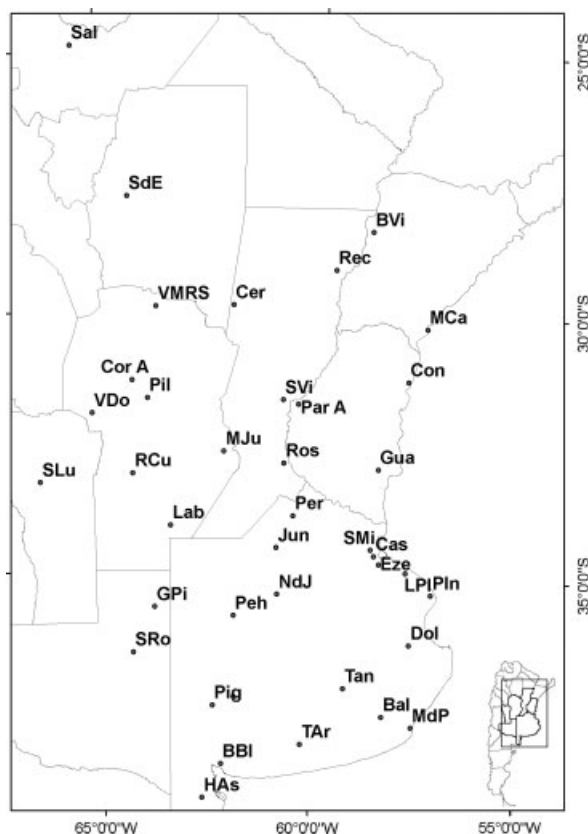 Sal
25°0'0"S
SdE
BVi
Rec
VMRS
Cer
30°0'0"S
MCa
Cor A
Con
Pil
SVi
Par A
VDo
MJu
Ros
RCu
Gua
SLu
Per
Lab
Jun
SMi
Cas
Eze
35°0'0"S
NdJ
LPl
PIn
GPi
Peh
SRo
Dol
Tan
Pig
Bal
MdP
TAr
BBl
HAs
65°0'0"W
60°0'0"W
55°0'0"W